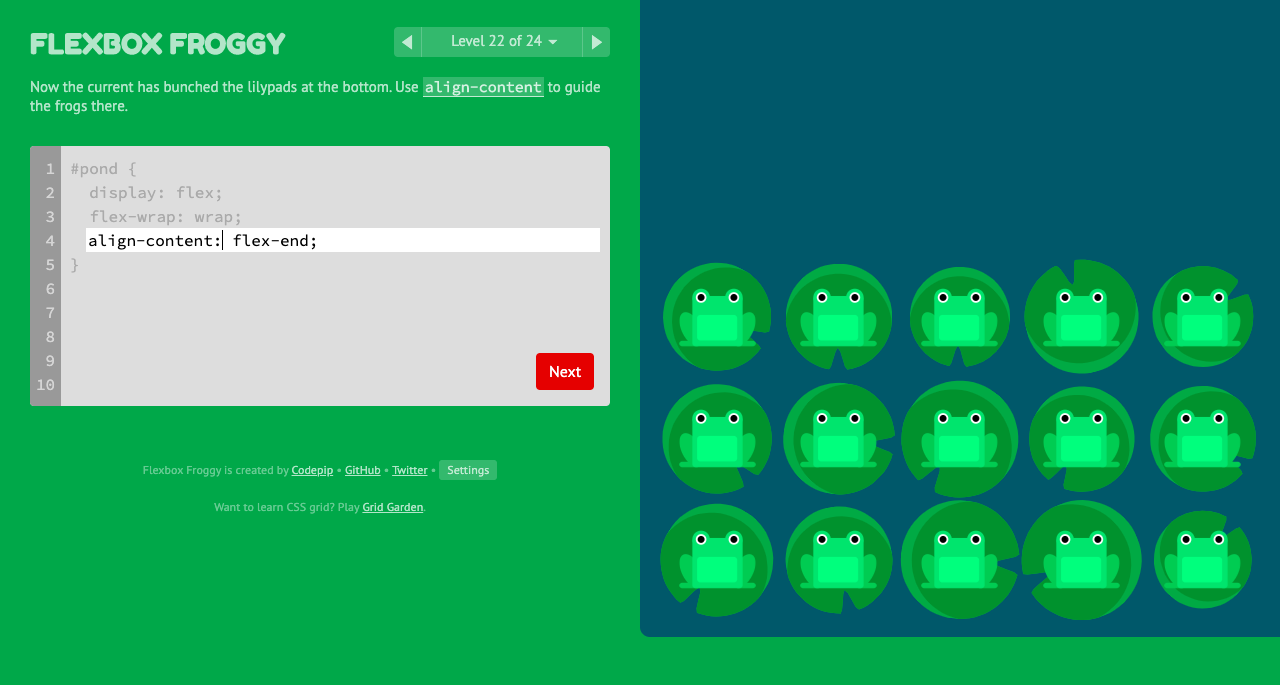 FLEXBOX FROGGY
Level 22 of 24
Now the current has bunched the lilypads at the bottom. Use align-content to guide
the frogs there.
1 #pond {
2 display: flex;
3 flex-wrap: wrap;
4 align-content: flex-end;
5 }
6
7
8
9
10
Next
Flexbox Froggy is created by Codepip • GitHub • Twitter • Settings
Want to learn CSS grid? Play Grid Garden.